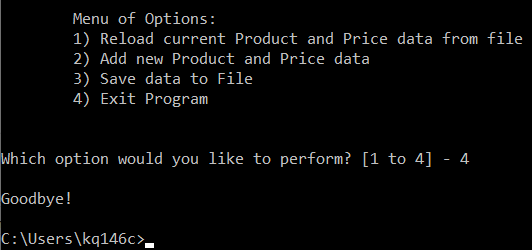 Menu of Options:
1) Reload current Product and Price data from file
2) Add new Product and Price data
3) Save data to File
4) Exit Program
Which option would you like to perform? [1 to 4] - 4
Goodbye!
C:\Users\kq146c>